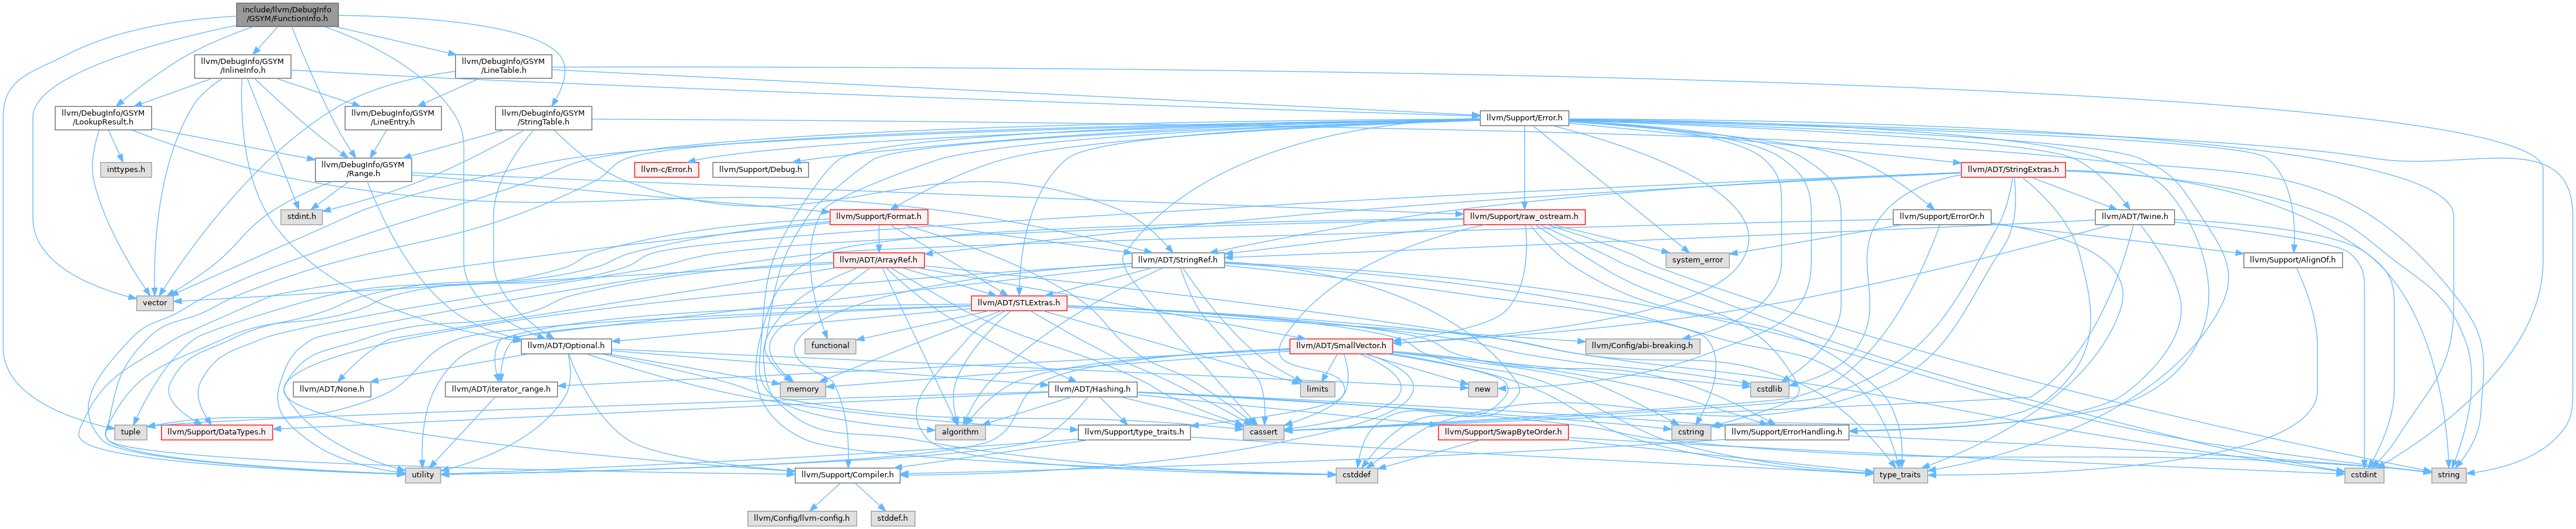 include/llvm/DebugInfo
/GSYM/FunctionInfo.h
llvm/DebugInfo/GSYM
/InlineInfo.h
llvm/DebugInfo/GSYM
/LineTable.h
llvm/DebugInfo/GSYM
/LookupResult.h
llvm/DebugInfo/GSYM
/LineEntry.h
llvm/DebugInfo/GSYM
/StringTable.h
llvm/Support/Error.h
inttypes.h
llvm/DebugInfo/GSYM
/Range.h
llvm-c/Error.h
llvm/Support/Debug.h
llvm/ADT/StringExtras.h
stdint.h
llvm/Support/Format.h
llvm/Support/raw_ostream.h
llvm/Support/ErrorOr.h
llvm/ADT/Twine.h
llvm/ADT/ArrayRef.h
llvm/ADT/StringRef.h
system_error
llvm/Support/AlignOf.h
vector
llvm/ADT/STLExtras.h
functional
llvm/ADT/Optional.h
llvm/ADT/SmallVector.h
llvm/Config/abi-breaking.h
llvm/ADT/None.h
llvm/ADT/iterator_range.h
memory
llvm/ADT/Hashing.h
limits
new
cstdlib
tuple
llvm/Support/DataTypes.h
algorithm
llvm/Support/type_traits.h
cassert
llvm/Support/SwapByteOrder.h
cstring
llvm/Support/ErrorHandling.h
utility
llvm/Support/Compiler.h
cstddef
type_traits
cstdint
string
llvm/Config/llvm-config.h
stddef.h